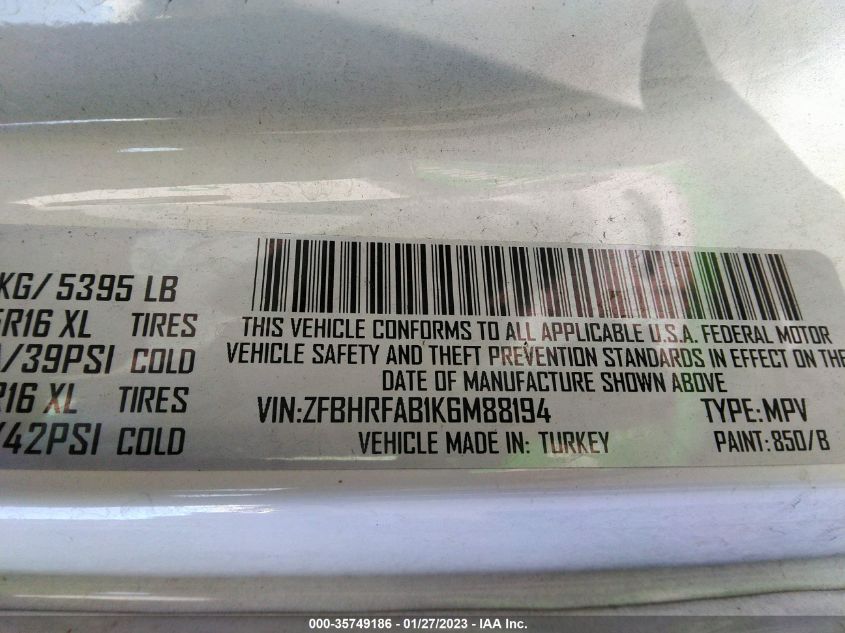 KG/ 5395 LB
5R16 XL TIRES
/39PSI COLD
R16 XL TIRES
/42PSI COLD
THIS VEHICLE CONFORMS TO ALL APPLICABLE U.S.A. FEDERAL MOTOR
VEHICLE SAFETY AND THEFT PREVENTION STANDARDS IN EFFECT ON THE
DATE OF MANUFACTURE SHOWN ABOVE
VIN:ZFBHRFAB1K6M88194 TYPE:MPV
VEHICLE MADE IN: TURKEY PAINT:850/B
000-35749186 - 01/27/2023 - IAA Inc.